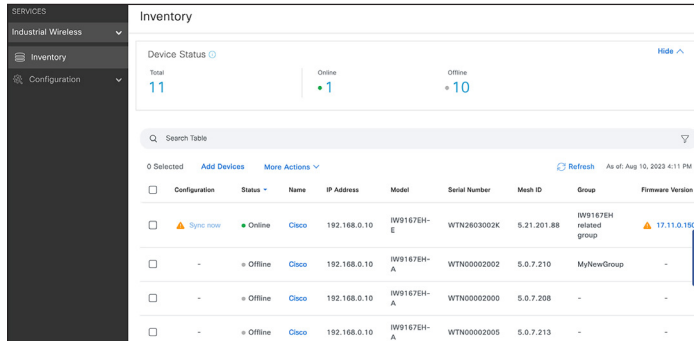 SERVICES
Industrial Wireless
Inventory
Configuration
Inventory
Device Status
Hide
Total
Online
Offline
11
1
10
Search Table
0 Selected Add Devices More Actions Refresh As of: Aug 10, 2023 4:11 PM
Configuration Status Name IP Address Model Serial Number Mesh ID Group Firmware Version
Sync now Online Cisco 192.168.0.10 IW9167EH-E WTN2603002K 5.21.201.88 IW9167EH related group 17.11.0.150
- Offline Cisco 192.168.0.10 IW9167EH-A WTN00002002 5.0.7.210 MyNewGroup -
- Offline Cisco 192.168.0.10 IW9167EH-A WTN00002000 5.0.7.208 - -
- Offline Cisco 192.168.0.10 IW9167EH-A WTN00002005 5.0.7.213 - -